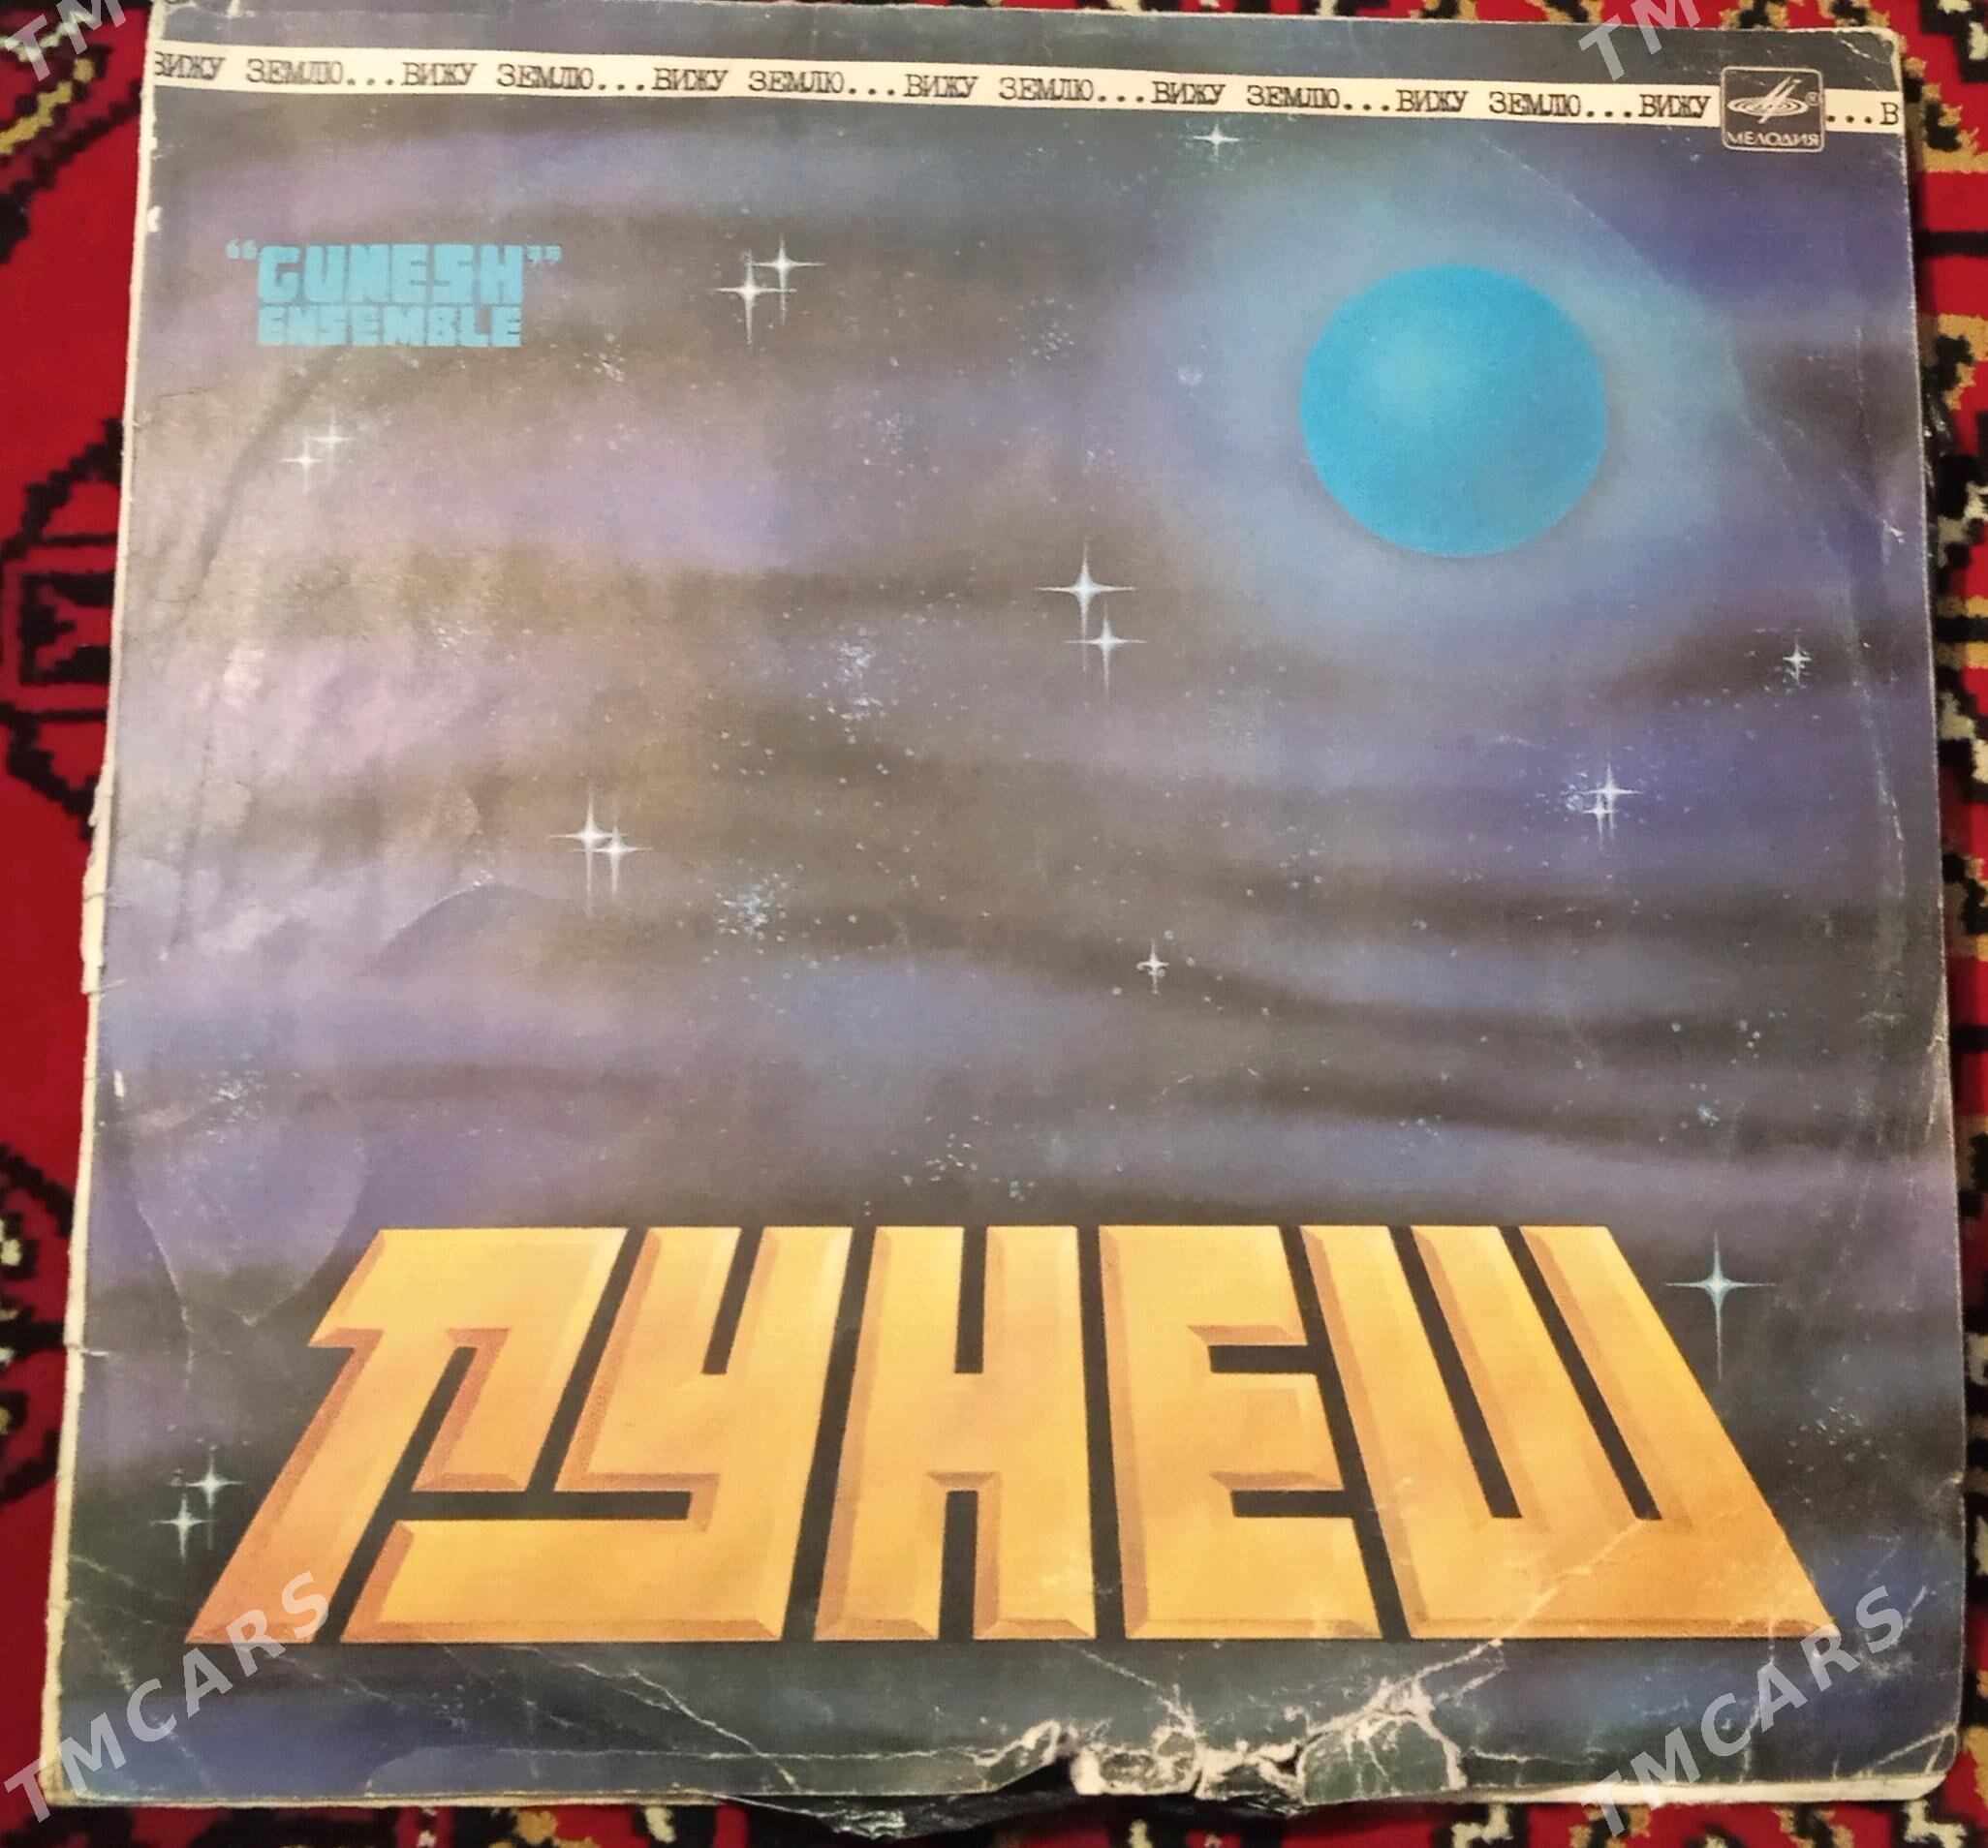 ВИЖУ ЗЕМЛЮ...ВИЖУ ЗЕМЛЮ...ВИЖУ ЗЕМЛЮ...ВИЖУ ЗЕМЛЮ...ВИЖУ ЗЕМЛЮ...ВИЖУ ЗЕМЛЮ...ВИЖУ ...В
МЕЛОДИЯ
“GUNESH”
ENSEMBLE
ГУНЕШ
TMCARS
TMCARS